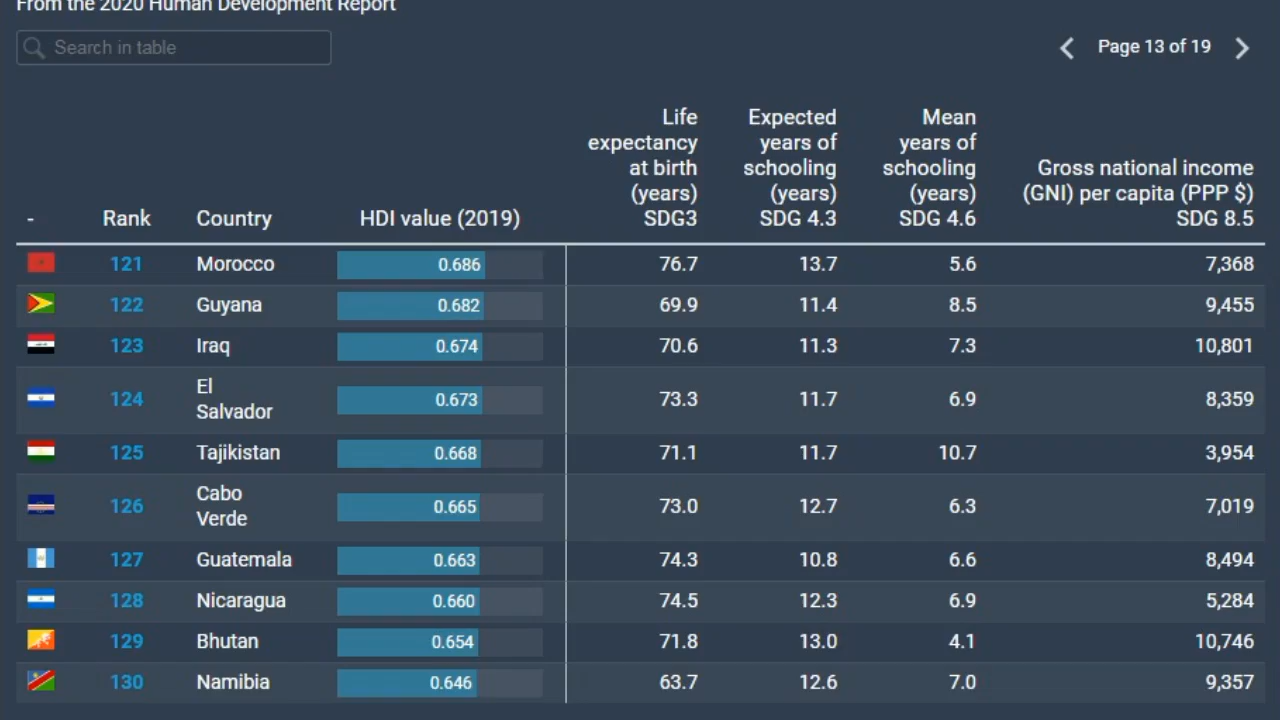 From the 2020 Human Development Report
Search in table
Page 13 of 19
- Rank Country HDI value (2019) Life expectancy at birth (years) SDG3 Expected years of schooling (years) SDG 4.3 Mean years of schooling (years) SDG 4.6 Gross national income (GNI) per capita (PPP $) SDG 8.5
121 Morocco 0.686 76.7 13.7 5.6 7,368
122 Guyana 0.682 69.9 11.4 8.5 9,455
123 Iraq 0.674 70.6 11.3 7.3 10,801
124 El Salvador 0.673 73.3 11.7 6.9 8,359
125 Tajikistan 0.668 71.1 11.7 10.7 3,954
126 Cabo Verde 0.665 73.0 12.7 6.3 7,019
127 Guatemala 0.663 74.3 10.8 6.6 8,494
128 Nicaragua 0.660 74.5 12.3 6.9 5,284
129 Bhutan 0.654 71.8 13.0 4.1 10,746
130 Namibia 0.646 63.7 12.6 7.0 9,357